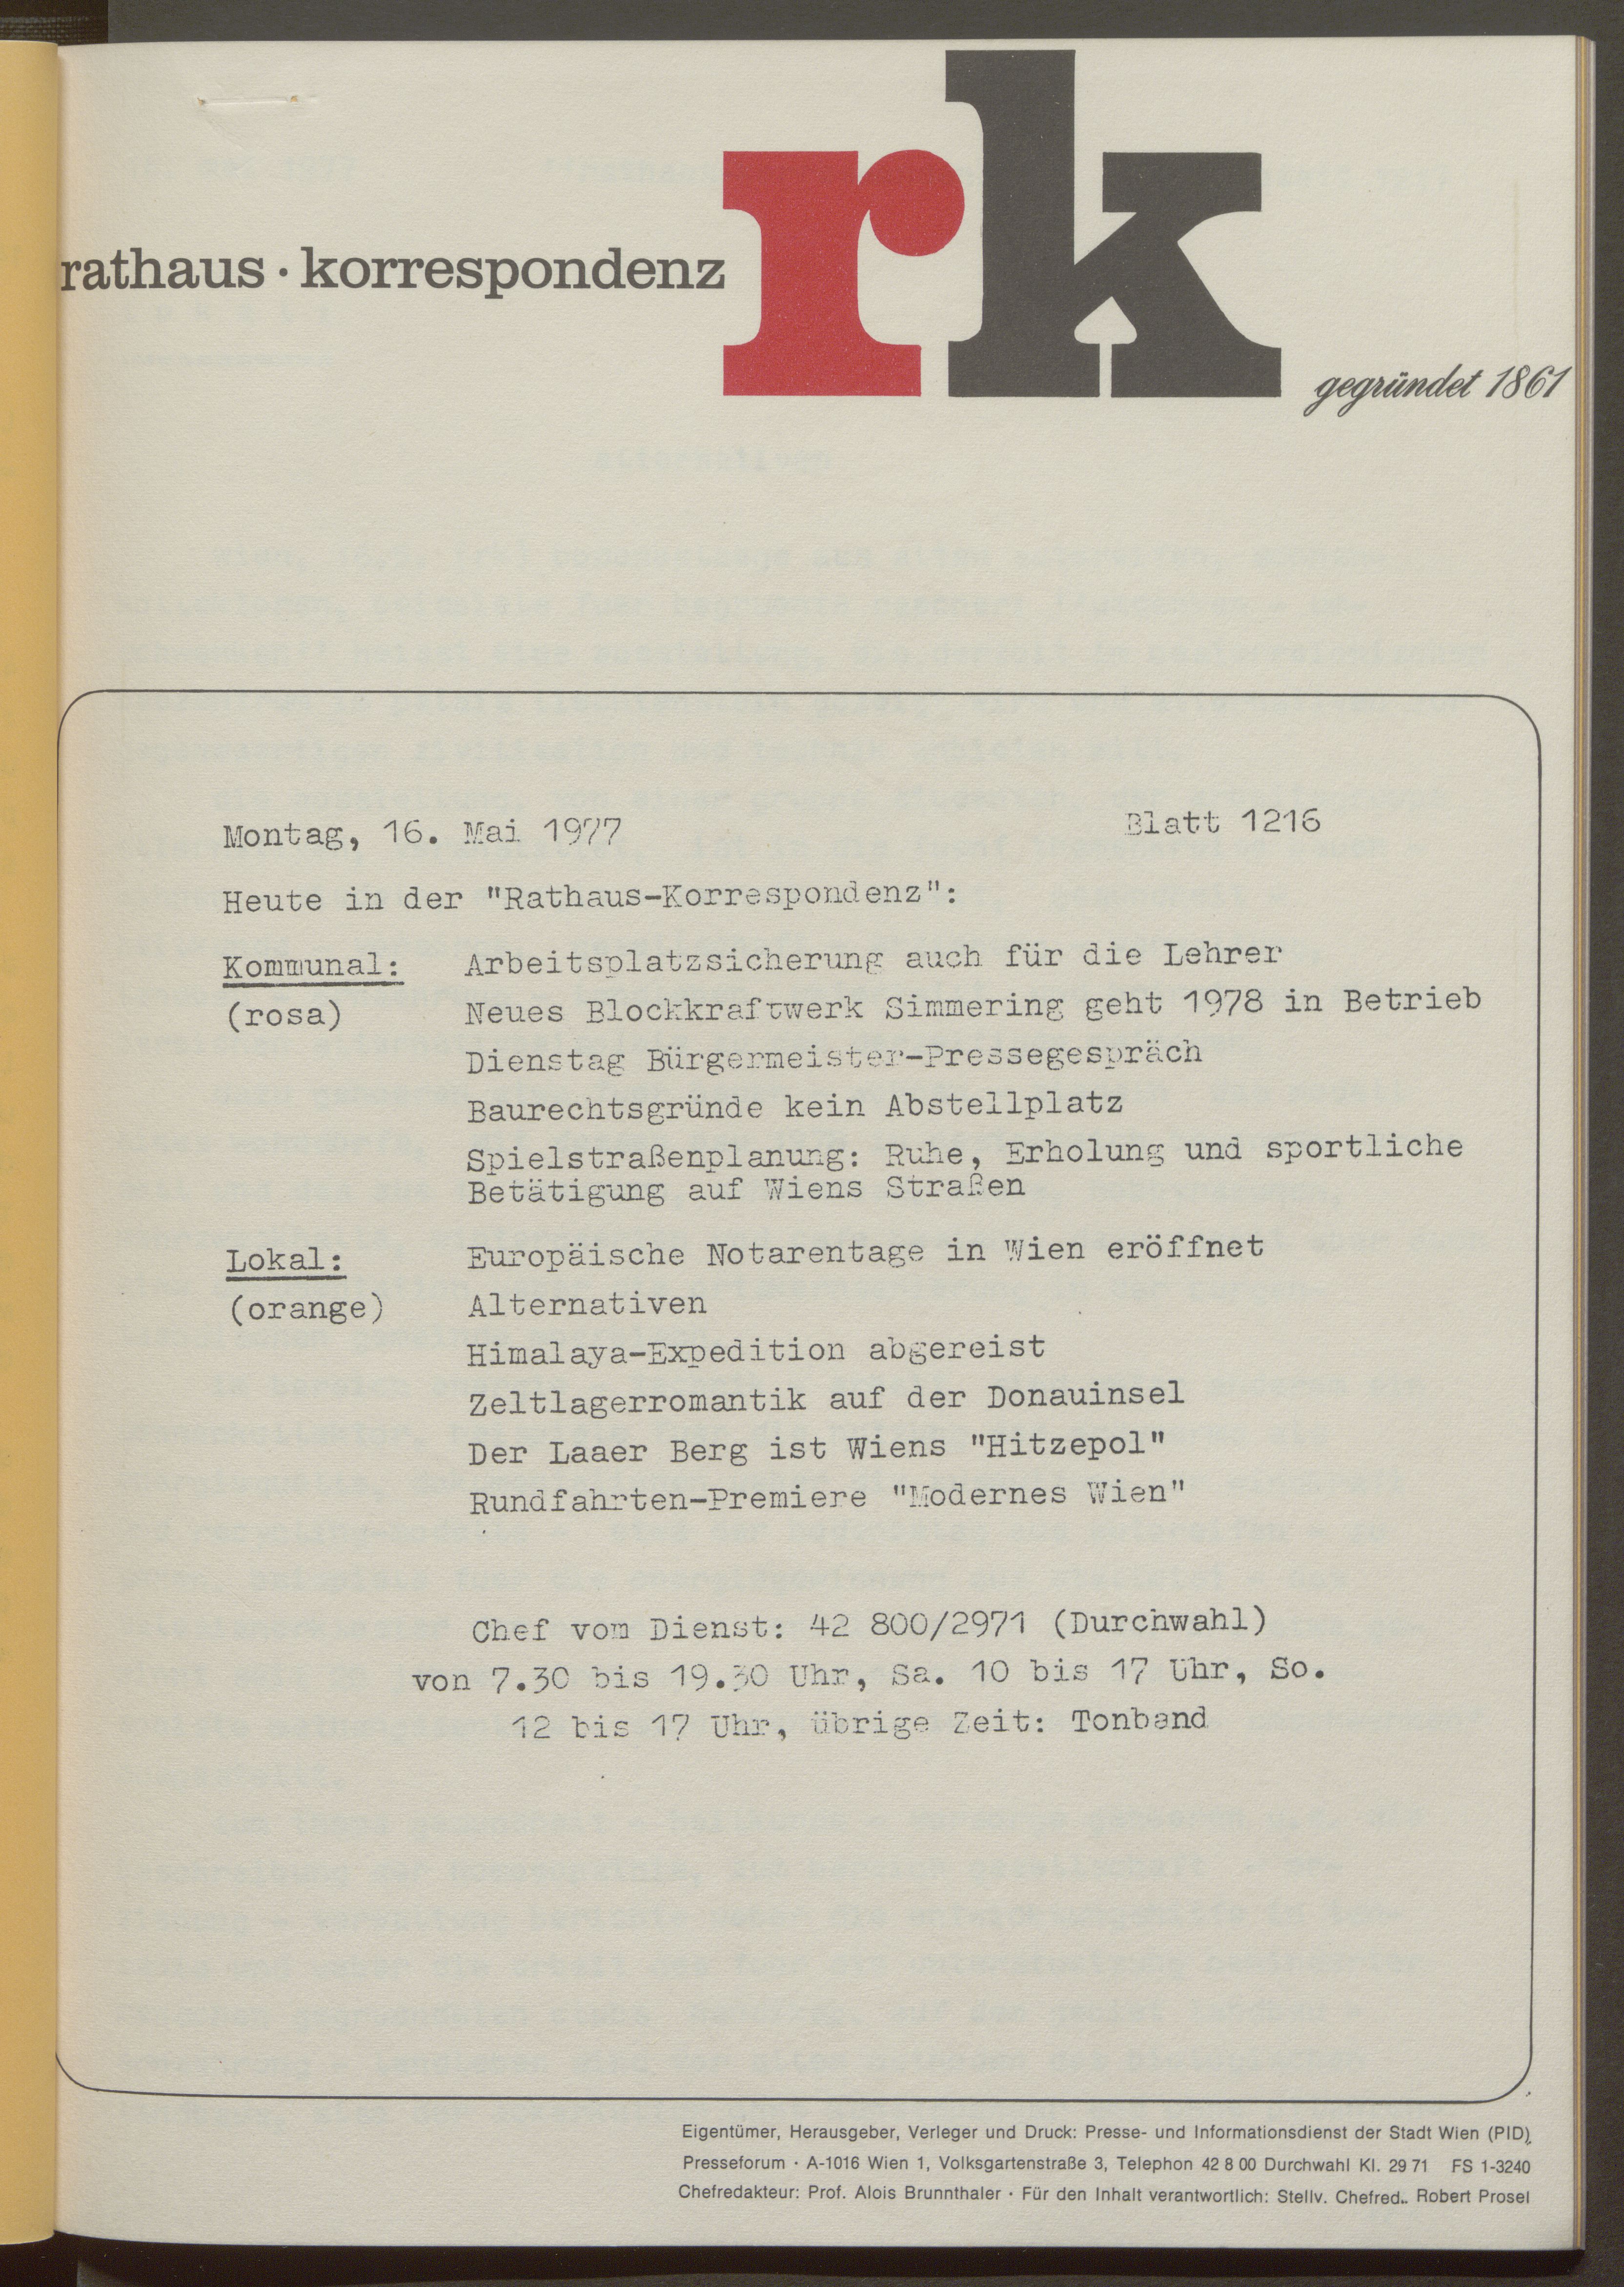 rk
rathaus · korrespondenz
gegründet 1861
Montag, 16. Mai 1977
Blatt 1216
Heute in der "Rathaus-Korrespondenz":
Kommunal: Arbeitsplatzsicherung auch für die Lehrer
(rosa) Neues Blockkraftwerk Simmering geht 1978 in Betrieb
Dienstag Bürgermeister-Pressegespräch
Baurechtsgründe kein Abstellplatz
Spielstraßenplanung: Ruhe, Erholung und sportliche
Betätigung auf Wiens Straßen
Lokal: Europäische Notarentage in Wien eröffnet
(orange) Alternativen
Himalaya-Expedition abgereist
Zeltlagerromantik auf der Donauinsel
Der Laaer Berg ist Wiens "Hitzepol"
Rundfahrten-Premiere "Modernes Wien"
Chef vom Dienst: 42 800/2971 (Durchwahl)
von 7.30 bis 19.30 Uhr, Sa. 10 bis 17 Uhr, So.
12 bis 17 Uhr, übrige Zeit: Tonband
Eigentümer, Herausgeber, Verleger und Druck: Presse- und Informationsdienst der Stadt Wien (PID),
Presseforum · A-1016 Wien 1, Volksgartenstraße 3, Telephon 42 8 00 Durchwahl Kl. 29 71 FS 1-3240
Chefredakteur: Prof. Alois Brunnthaler · Für den Inhalt verantwortlich: Stellv. Chefred.. Robert Prosel